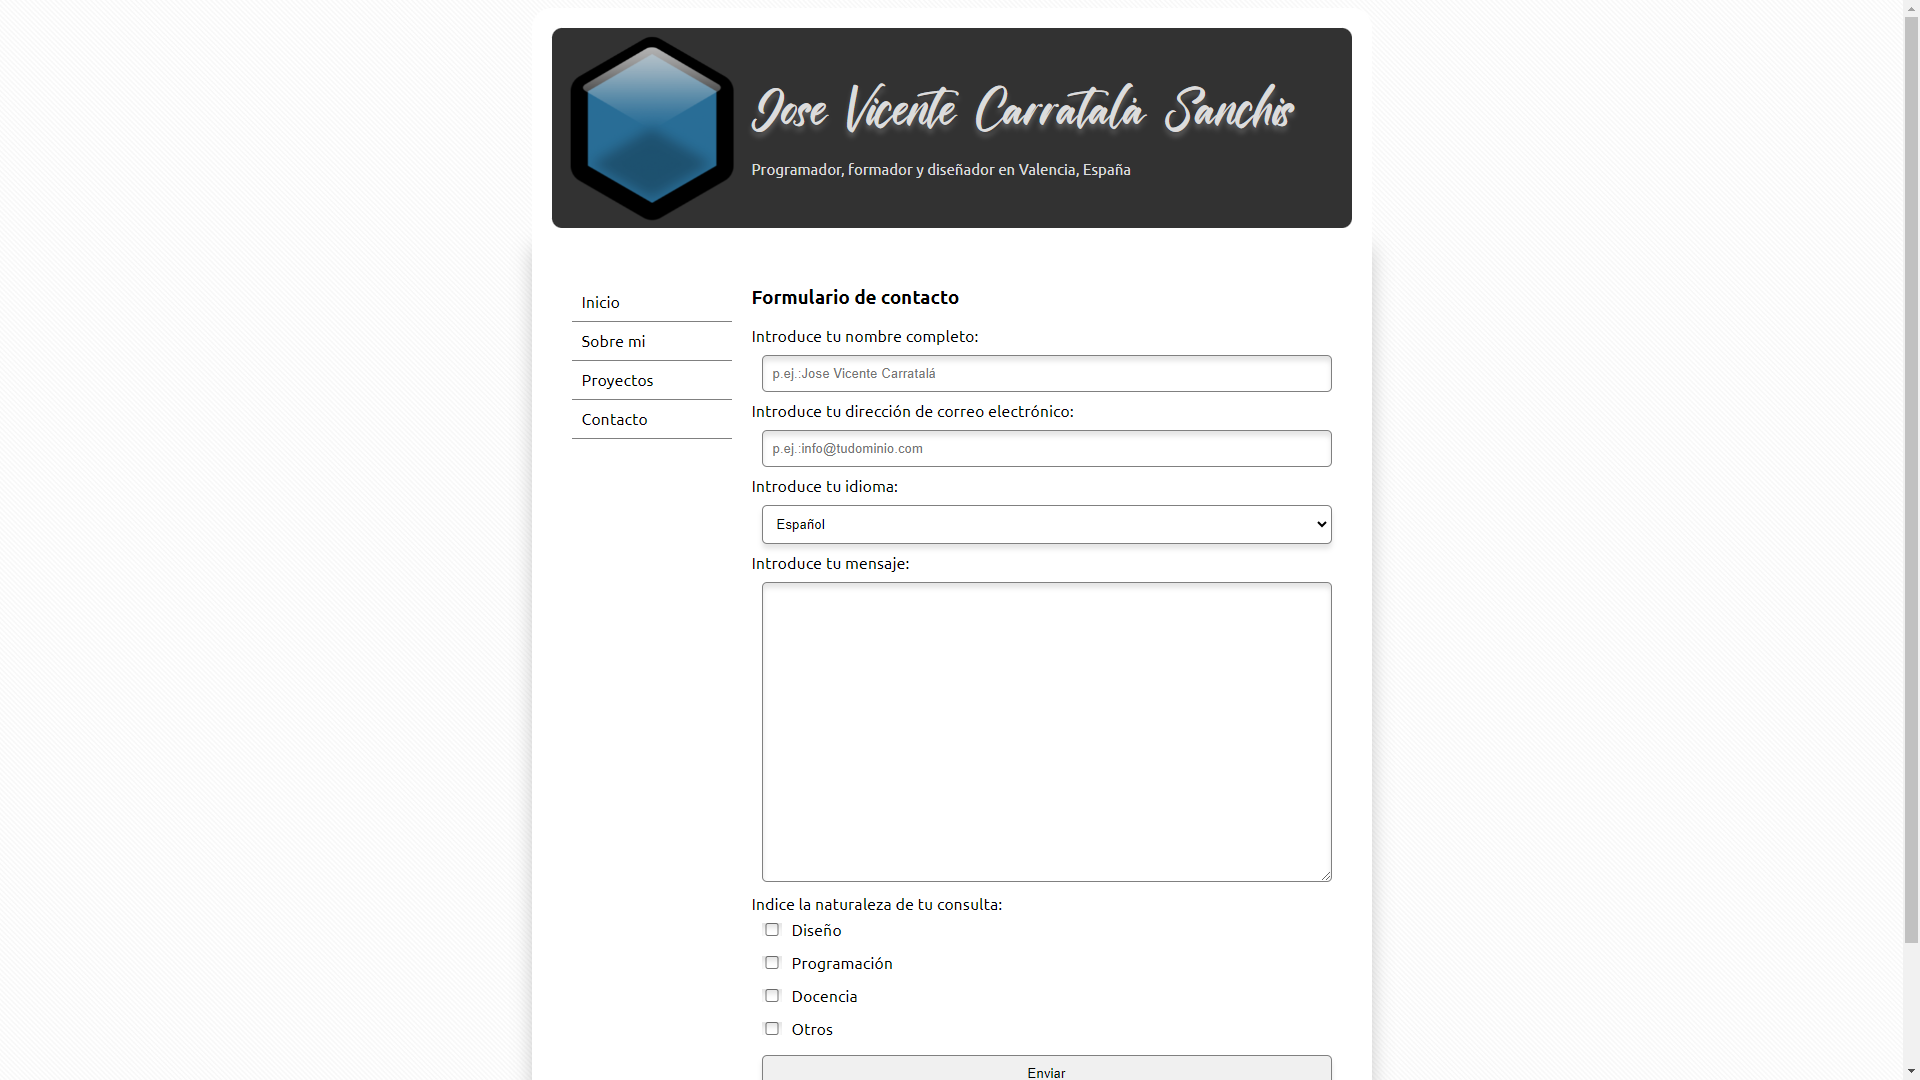 Jose Vicente Carratalá Sanchis
Programador, formador y diseñador en Valencia, España
Inicio
Sobre mi
Proyectos
Contacto
Formulario de contacto
Introduce tu nombre completo:
p.ej.:Jose Vicente Carratalá
Introduce tu dirección de correo electrónico:
p.ej.:info@tudominio.com
Introduce tu idioma:
Español
Introduce tu mensaje:
Indice la naturaleza de tu consulta:
Diseño
Programación
Docencia
Otros
Enviar